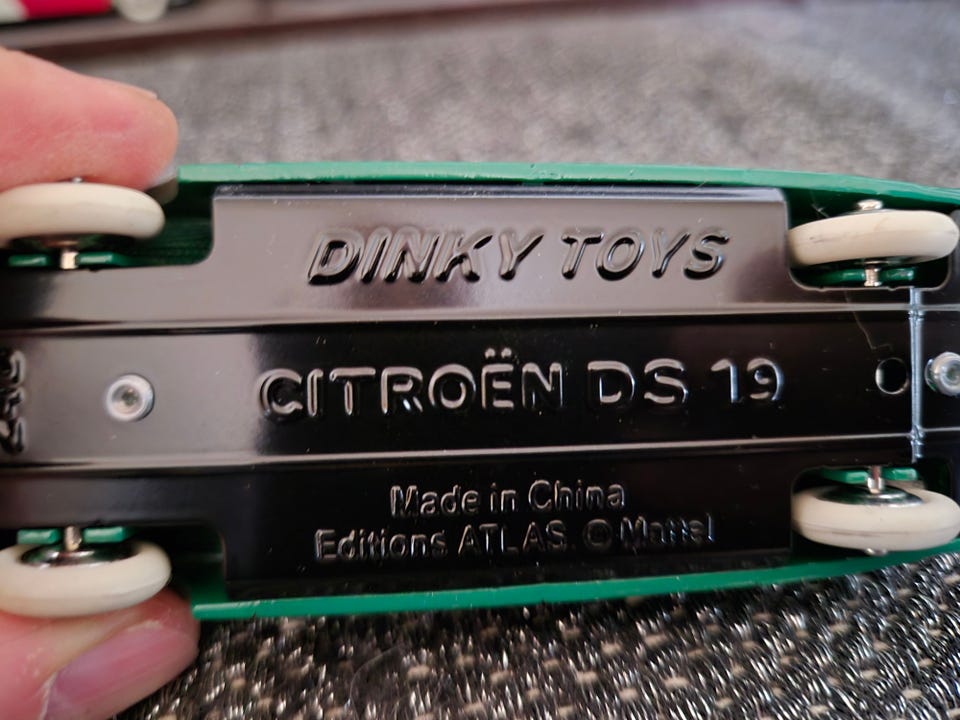 DINKY TOYS
CITROËN DS 19
Made in China
Editions ATLAS © Mattel